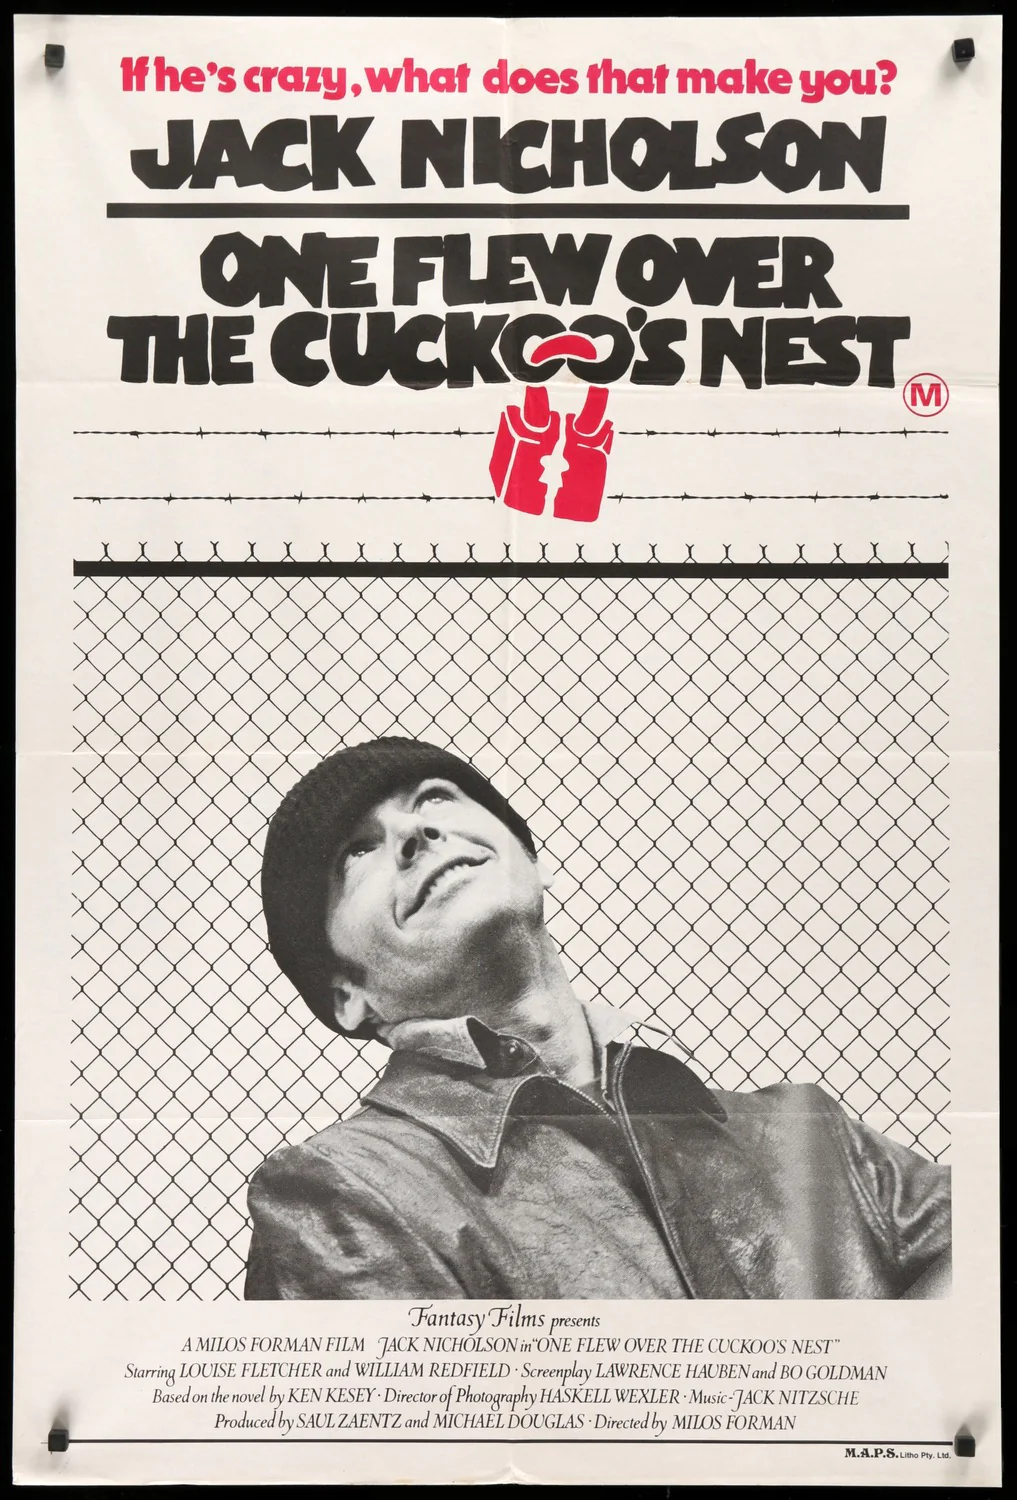 If he's crazy, what does that make you?
JACK NICHOLSON
ONE FLEW OVER
THE CUCKOO'S NEST
M
Fantasy Films presents
A MILOS FORMAN FILM JACK NICHOLSON in "ONE FLEW OVER THE CUCKOO'S NEST"
Starring LOUISE FLETCHER and WILLIAM REDFIELD · Screenplay LAWRENCE HAUBEN and BO GOLDMAN
Based on the novel by KEN KESEY · Director of Photography HASKELL WEXLER · Music-JACK NITZSCHE
Produced by SAUL ZAENTZ and MICHAEL DOUGLAS · Directed by MILOS FORMAN
M.A.P.S. Litho Pty. Ltd.